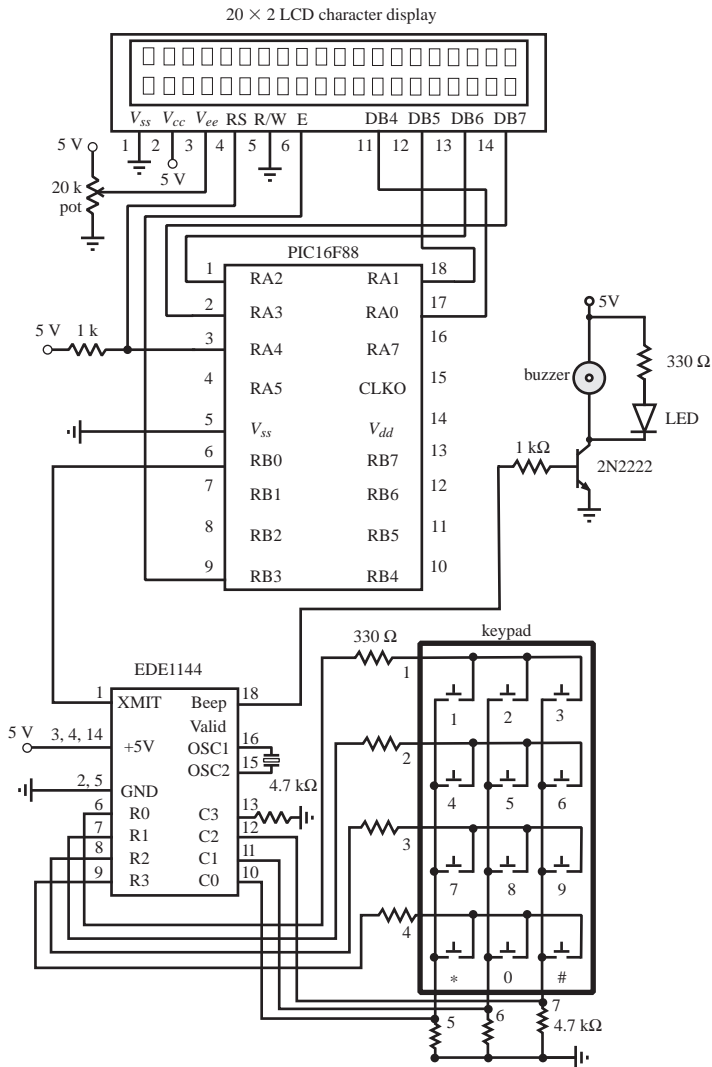 20 × 2 LCD character display
Vss Vcc Vee RS R/W E DB4 DB5 DB6 DB7
1 2 3 4 5 6 11 12 13 14
5 V
5 V
20 k
pot
PIC16F88
1 RA2 RA1 18
2 RA3 RA0 17
5 V 1 k
3 RA4 RA7 16
4 RA5 CLKO 15
5 Vss Vdd 14
6 RB0 RB7 13
7 RB1 RB6 12
8 RB2 RB5 11
9 RB3 RB4 10
5V
buzzer
330 Ω
LED
1 kΩ
2N2222
EDE1144
1 XMIT Beep 18
Valid
5 V 3, 4, 14 +5V OSC1 16
OSC2 15
4.7 kΩ
2, 5 GND
6 R0 C3 13
7 R1 C2 12
8 R2 C1 11
9 R3 C0 10
keypad
330 Ω
1
1 2 3
2
4 5 6
3
7 8 9
4
* 0 #
5 6 7
4.7 kΩ